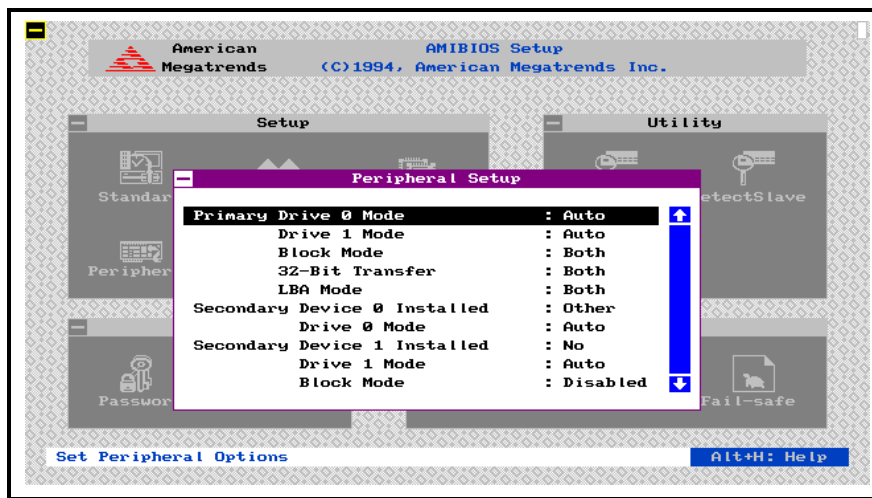 American
Megatrends
AMIBIOS Setup
(C)1994, American Megatrends Inc.
Setup
Utility
Standar
etectSlave
Peripher
Peripheral Setup
Primary Drive 0 Mode : Auto
Drive 1 Mode : Auto
Block Mode : Both
32-Bit Transfer : Both
LBA Mode : Both
Secondary Device 0 Installed : Other
Drive 0 Mode : Auto
Secondary Device 1 Installed : No
Drive 1 Mode : Auto
Block Mode : Disabled
Passwor
Fail-safe
Set Peripheral Options
Alt+H: Help